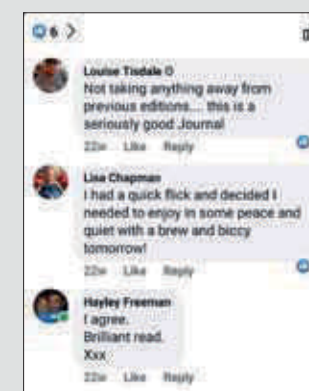 6 >
Louise Tisdale
Not taking anything away from
previous editions.... this is a
seriously good Journal
22w Like Reply
Lisa Chapman
I had a quick flick and decided I
needed to enjoy in some peace and
quiet with a brew and biccy
tomorrow!
22w Like Reply
Hayley Freeman
I agree.
Brilliant read.
Xxx
22w Like Reply